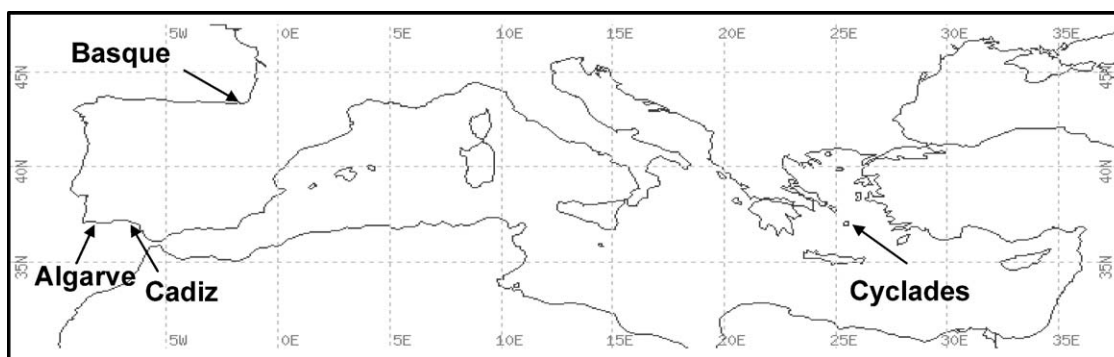 5W 0E 5E 10E 15E 20E 25E 30E 35E
Basque
45N 45N
40N 40N
35N 35N
Algarve
Cadiz
Cyclades
5W 0E 5E 10E 15E 20E 25E 30E 35E